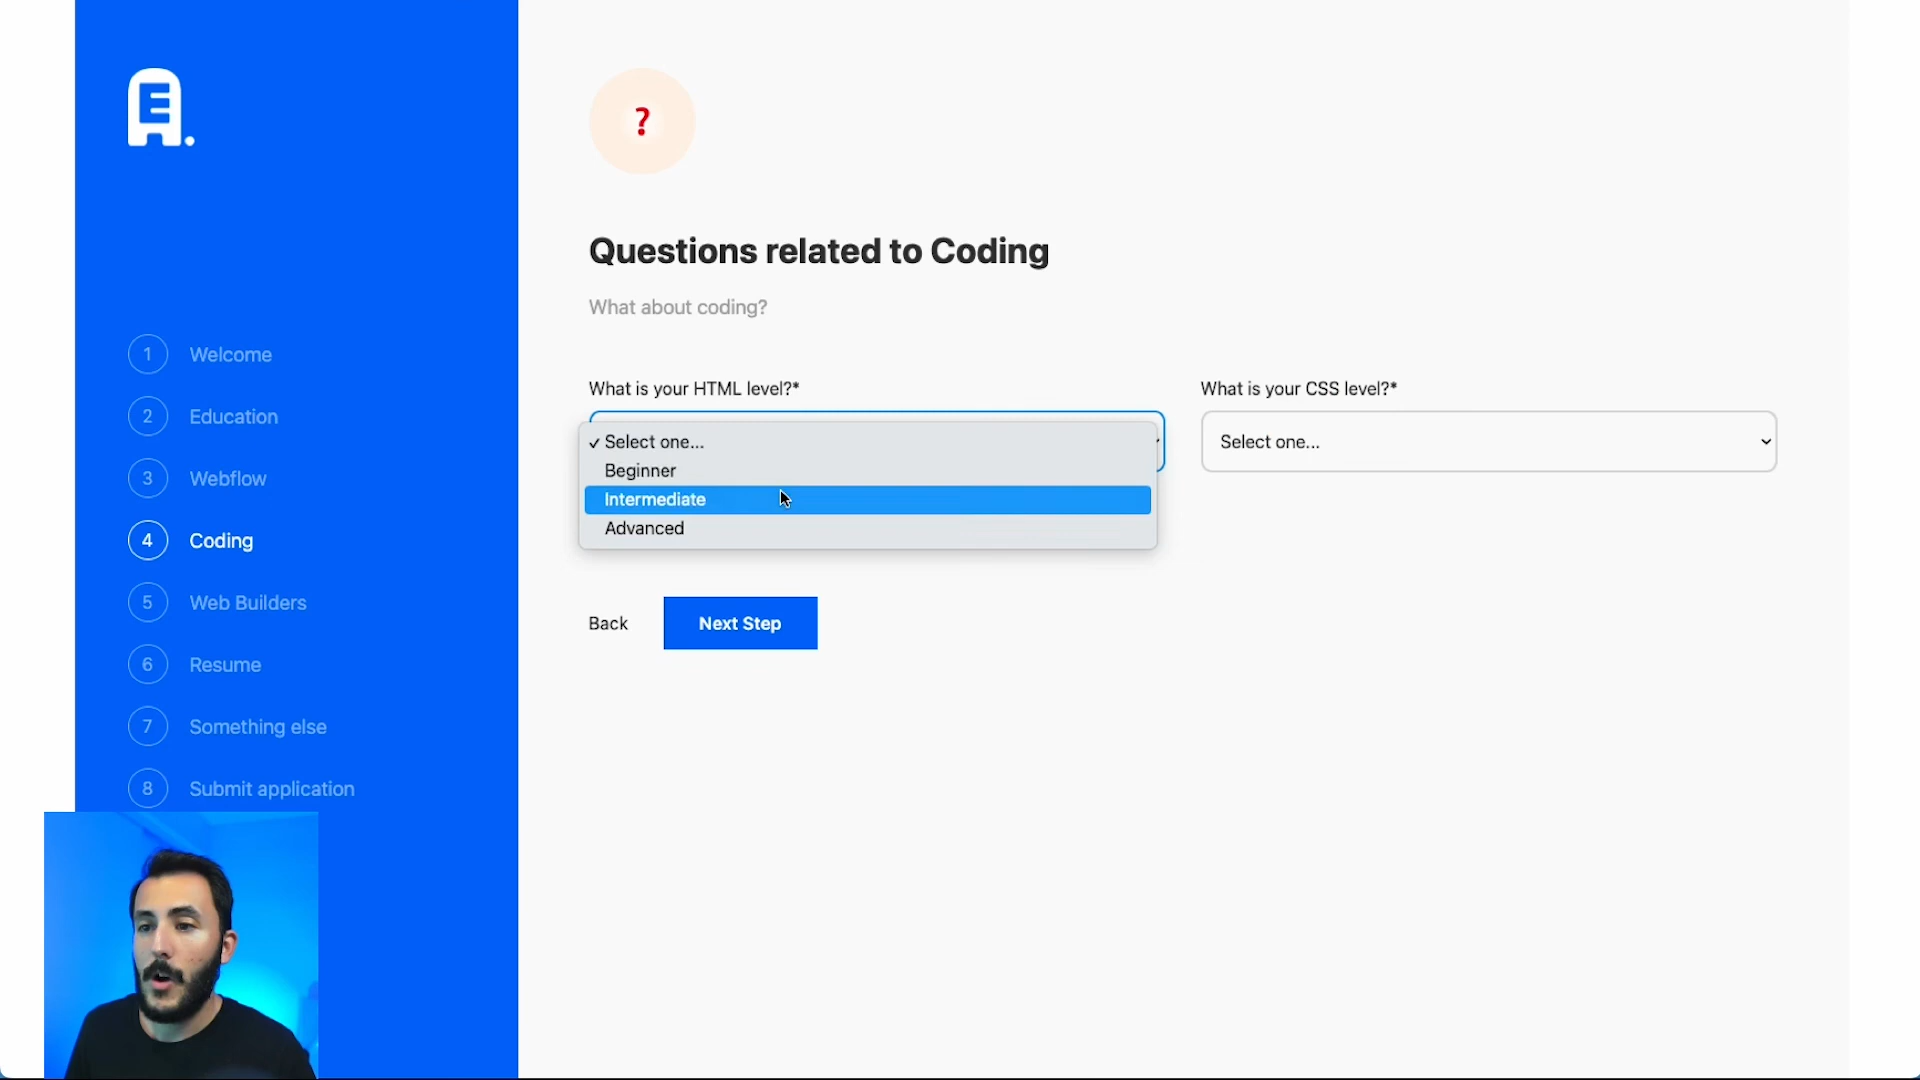 EA.
1 Welcome
2 Education
3 Webflow
4 Coding
5 Web Builders
6 Resume
7 Something else
8 Submit application
?
Questions related to Coding
What about coding?
What is your HTML level?*
✓ Select one...
Beginner
Intermediate
Advanced
What is your CSS level?*
Select one...
Back
Next Step